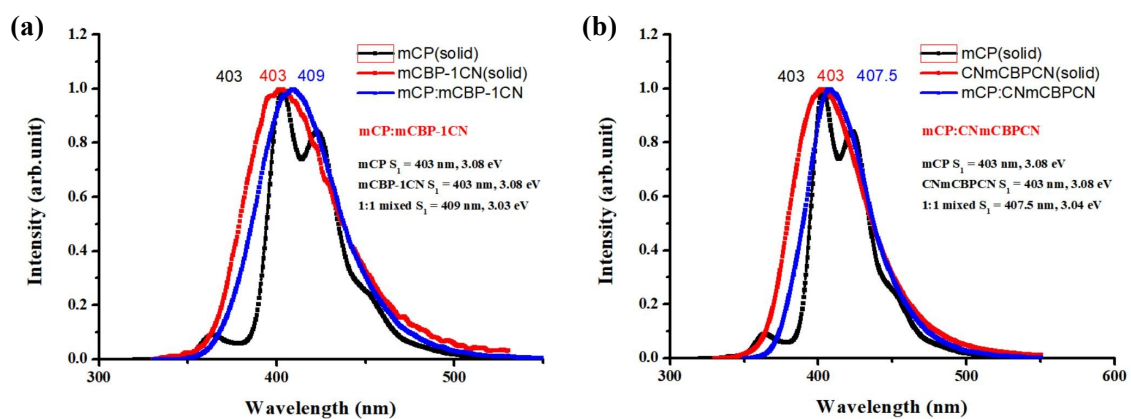 (a)
Intensity (arb.unit)
1.0
0.8
0.6
0.4
0.2
0.0
300
400
500
Wavelength (nm)
403
403
409
mCP(solid)
mCBP-1CN(solid)
mCP:mCBP-1CN
mCP:mCBP-1CN
mCP S₁ = 403 nm, 3.08 eV
mCBP-1CN S₁ = 403 nm, 3.08 eV
1:1 mixed S₁ = 409 nm, 3.03 eV
(b)
Intensity (arb.unit)
1.0
0.8
0.6
0.4
0.2
0.0
300
400
500
600
Wavelength (nm)
403
403
407.5
mCP(solid)
CNmCBPCN(solid)
mCP:CNmCBPCN
mCP:CNmCBPCN
mCP S₁ = 403 nm, 3.08 eV
CNmCBPCN S₁ = 403 nm, 3.08 eV
1:1 mixed S₁ = 407.5 nm, 3.04 eV